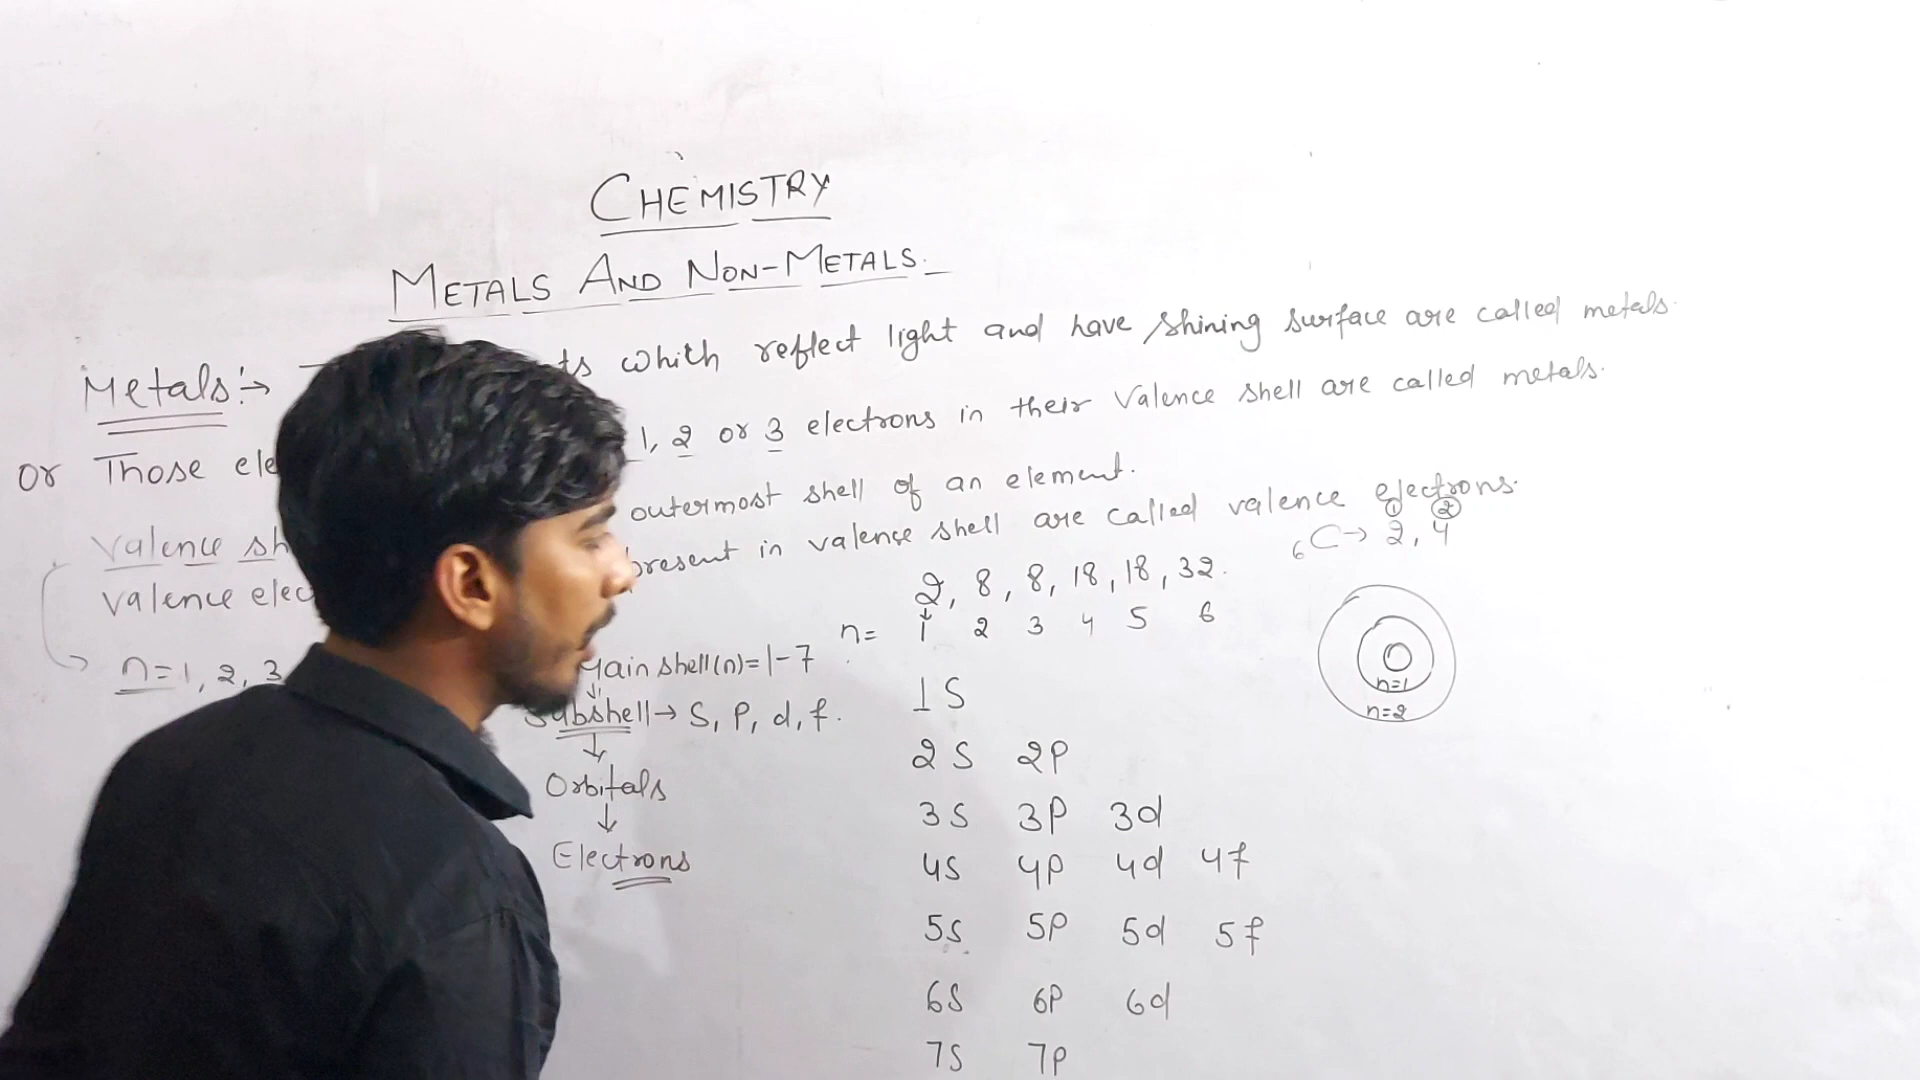 CHEMISTRY
METALS AND NON-METALS.
Metals:→ which reflect light and have shining surface are called metals.
or Those 1, 2 or 3 electrons in their valence shell are called metals.
Valence outermost shell of an element.
Valence present in valence shell are called valence electrons.
6C→ 2, 4
① ②
2, 8, 8, 18, 18, 32.
n= 1 2 3 4 5 6
n=1, 2, 3
Main shell(n)=1-7
Subshell→ S, P, d, f.
Orbitals
Electrons
1S
2S 2P
3S 3P 3d
4S 4P 4d 4f
5S 5P 5d 5f
6S 6P 6d
7S 7P
n=1
n=2